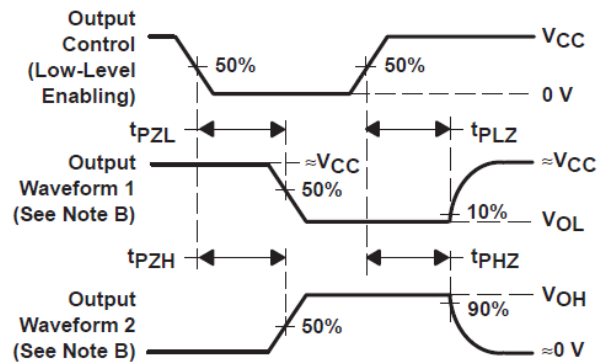 Output
Control
(Low-Level
Enabling)
50%
50%
VCC
0 V
tPZL
tPLZ
Output
Waveform 1
(See Note B)
≈VCC
50%
≈VCC
10%
VOL
tPZH
tPHZ
Output
Waveform 2
(See Note B)
50%
VOH
90%
≈0 V